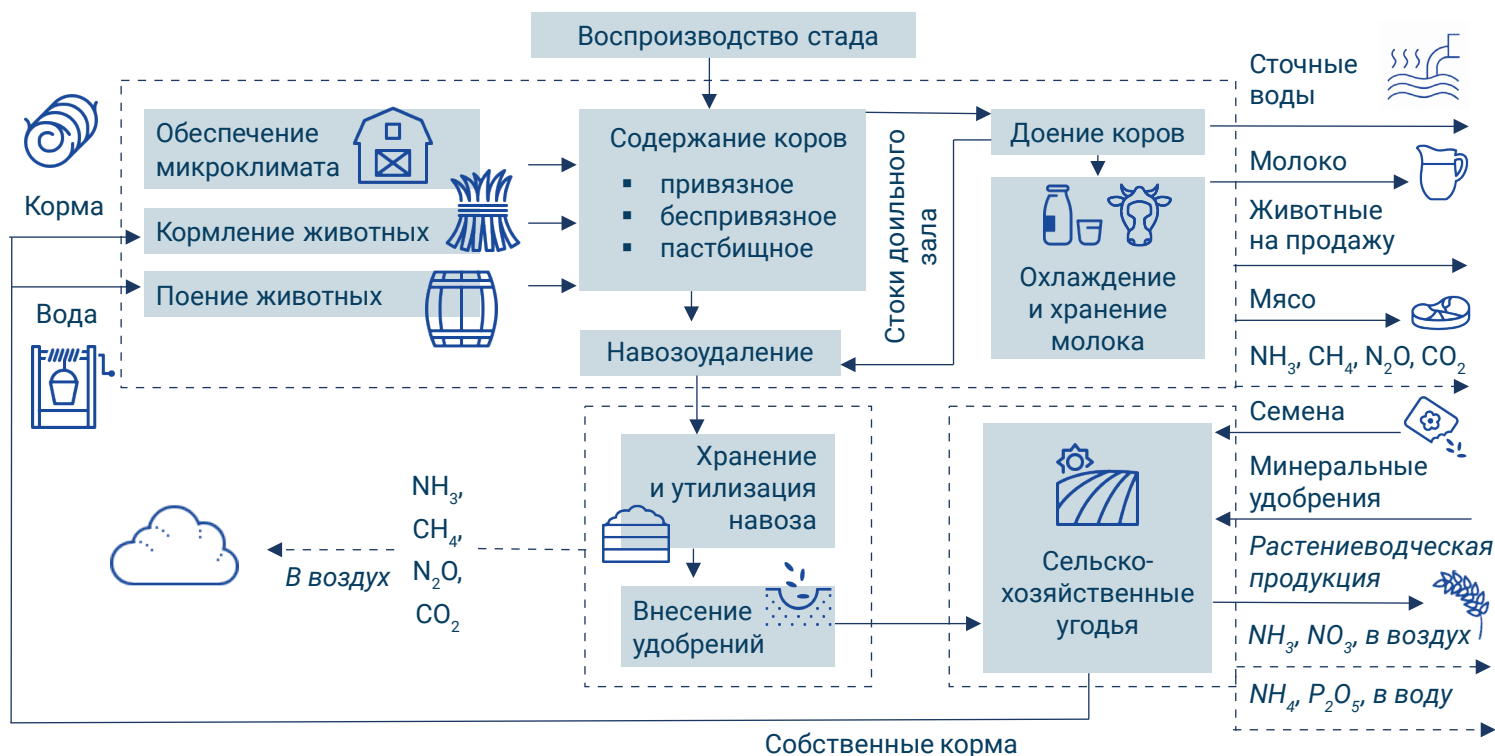 Воспроизводство стада
Корма
Вода
Обеспечение
микроклимата
Кормление животных
Поение животных
Содержание коров
▪ привязное
▪ беспривязное
▪ пастбищное
Навозоудаление
Стоки доильного
зала
Доение коров
Охлаждение
и хранение
молока
Сточные
воды
Молоко
Животные
на продажу
Мясо
NH₃, CH₄, N₂O, CO₂
Семена
Минеральные
удобрения
Растениеводческая
продукция
NH₃, NO₃, в воздух
NH₄, P₂O₅, в воду
Хранение
и утилизация
навоза
Внесение
удобрений
Сельско-
хозяйственные
угодья
В воздух
NH₃,
CH₄,
N₂O,
CO₂
Собственные корма